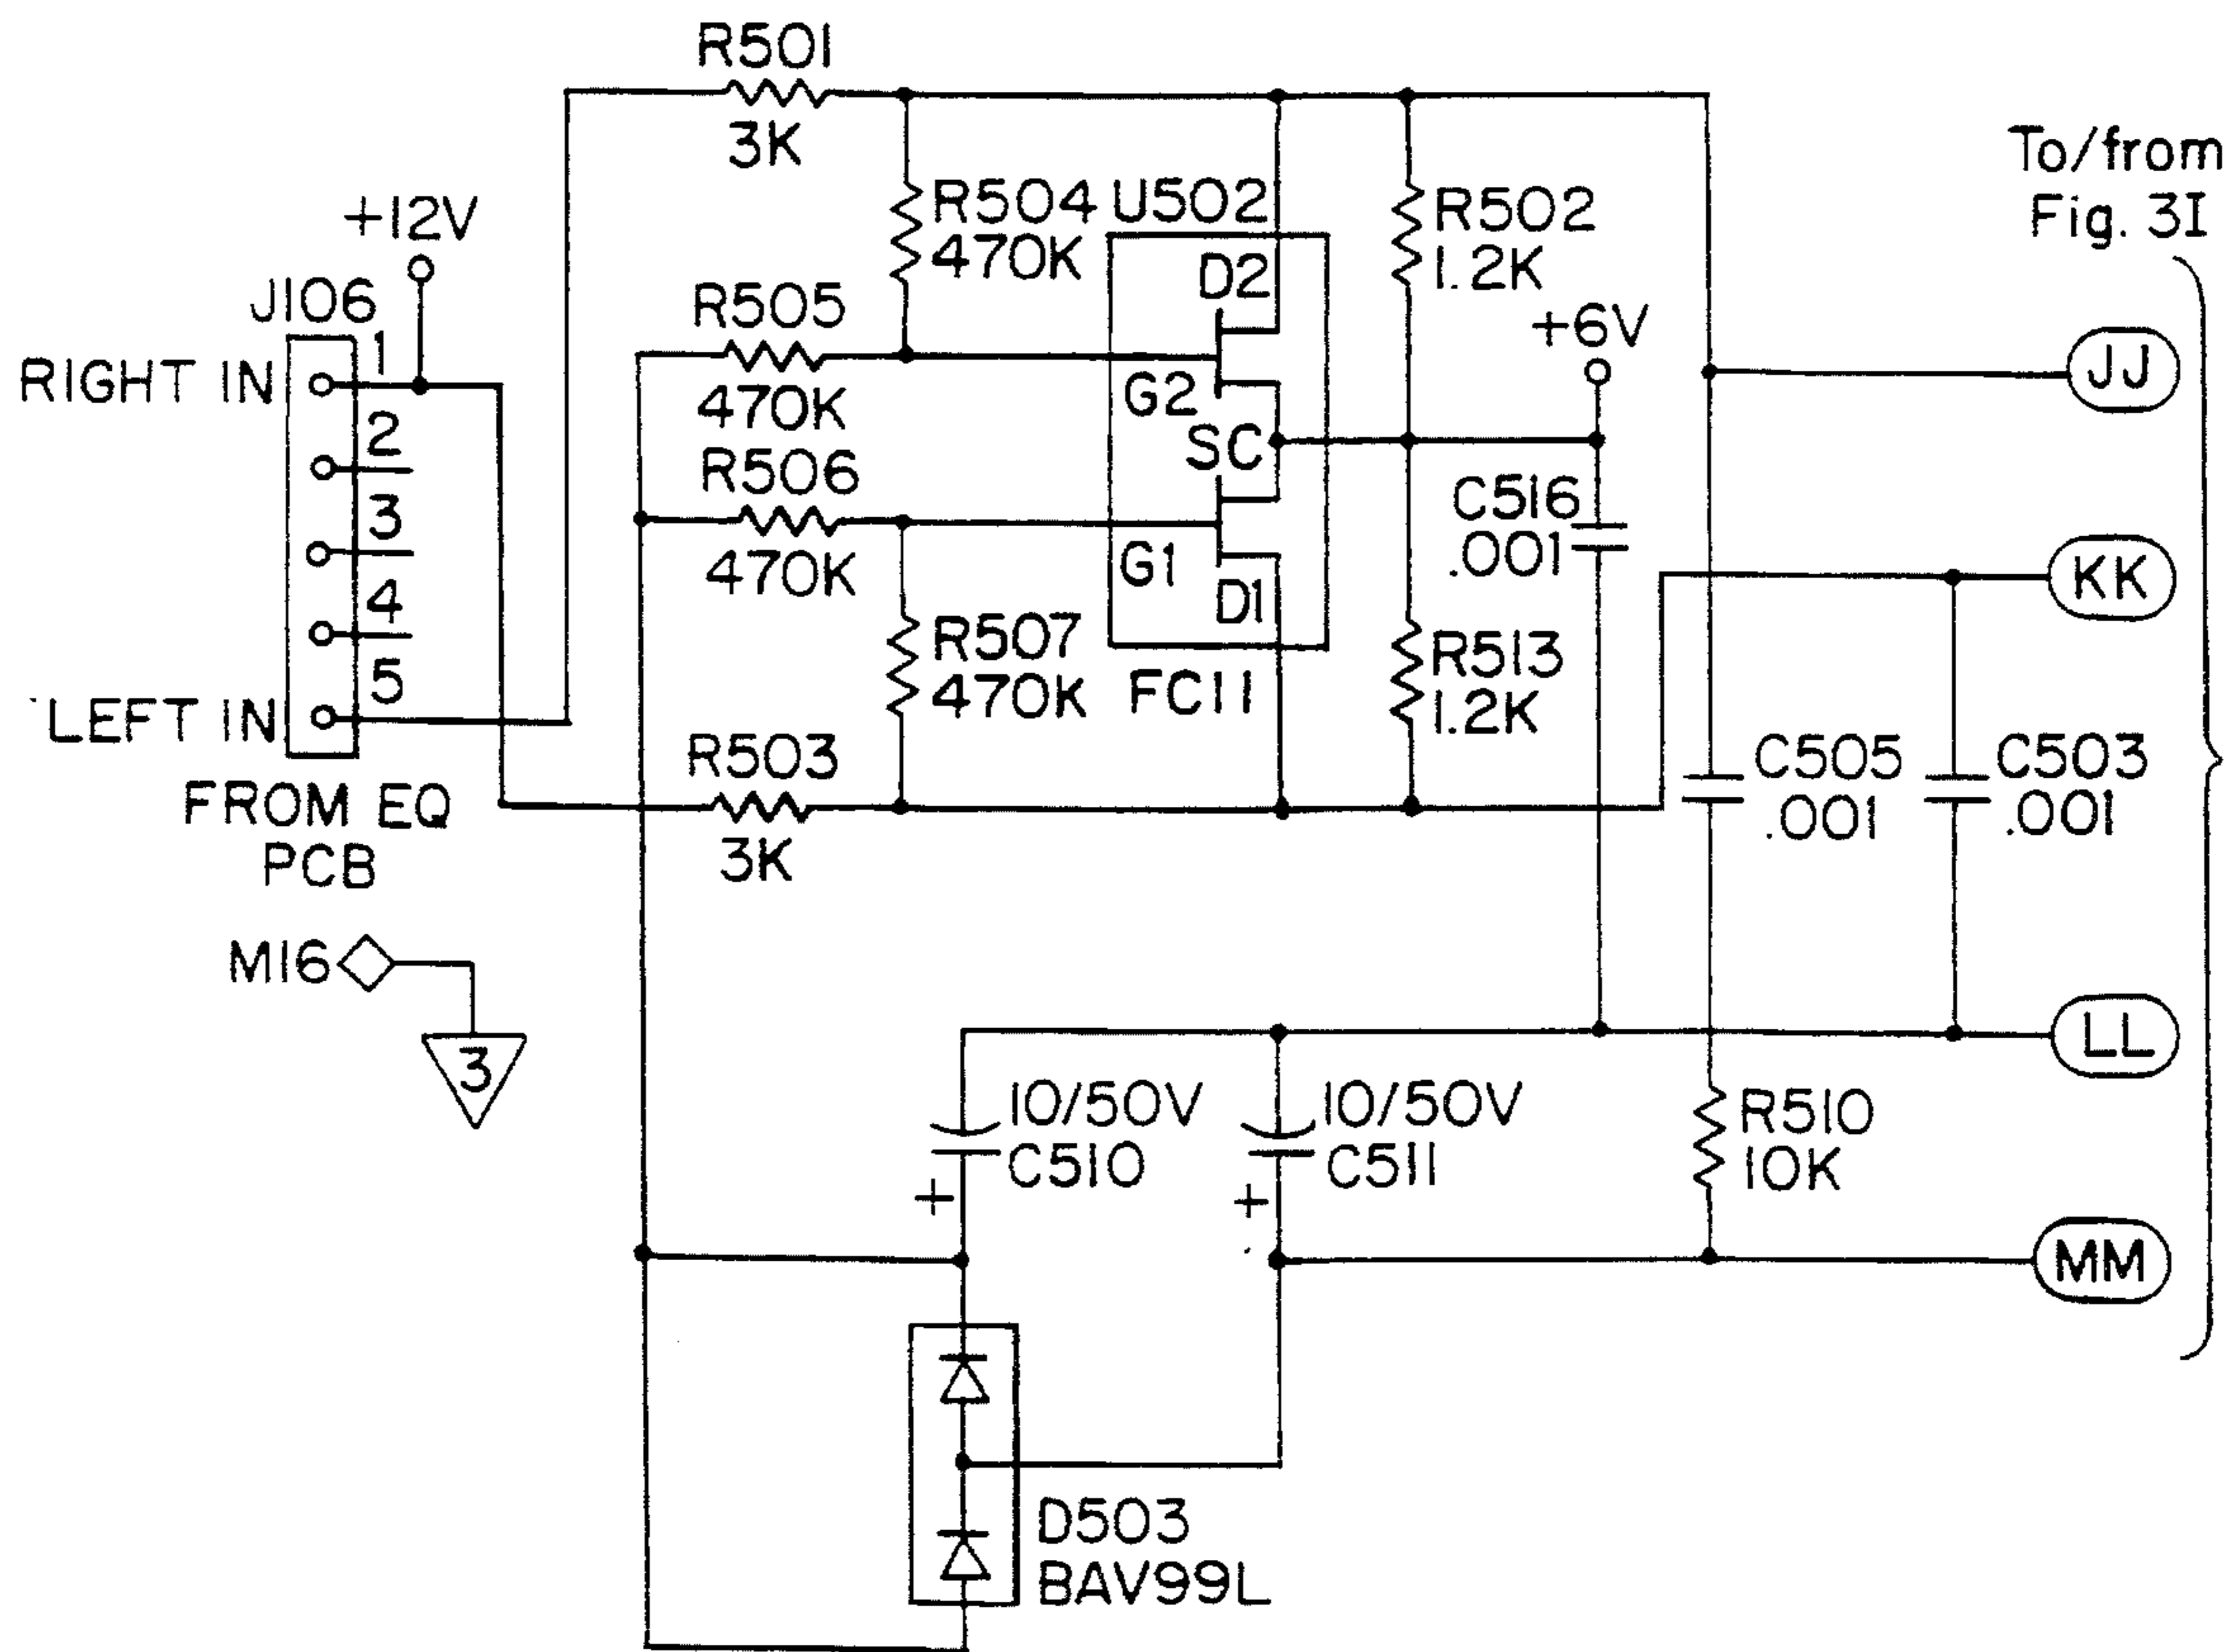 R501
3K
To/from
Fig. 3I
+12V
R504
470K
U502
R502
1.2K
D2
J106
1
RIGHT IN
R505
470K
+6V
JJ
G2
2
SC
R506
470K
3
C516
.001
G1
D1
KK
4
R507
470K
FC11
R513
1.2K
5
LEFT IN
R503
3K
C505
.001
C503
.001
FROM EQ
PCB
M16
3
LL
10/50V
C510
+
10/50V
C511
+
R510
10K
MM
D503
BAV99L